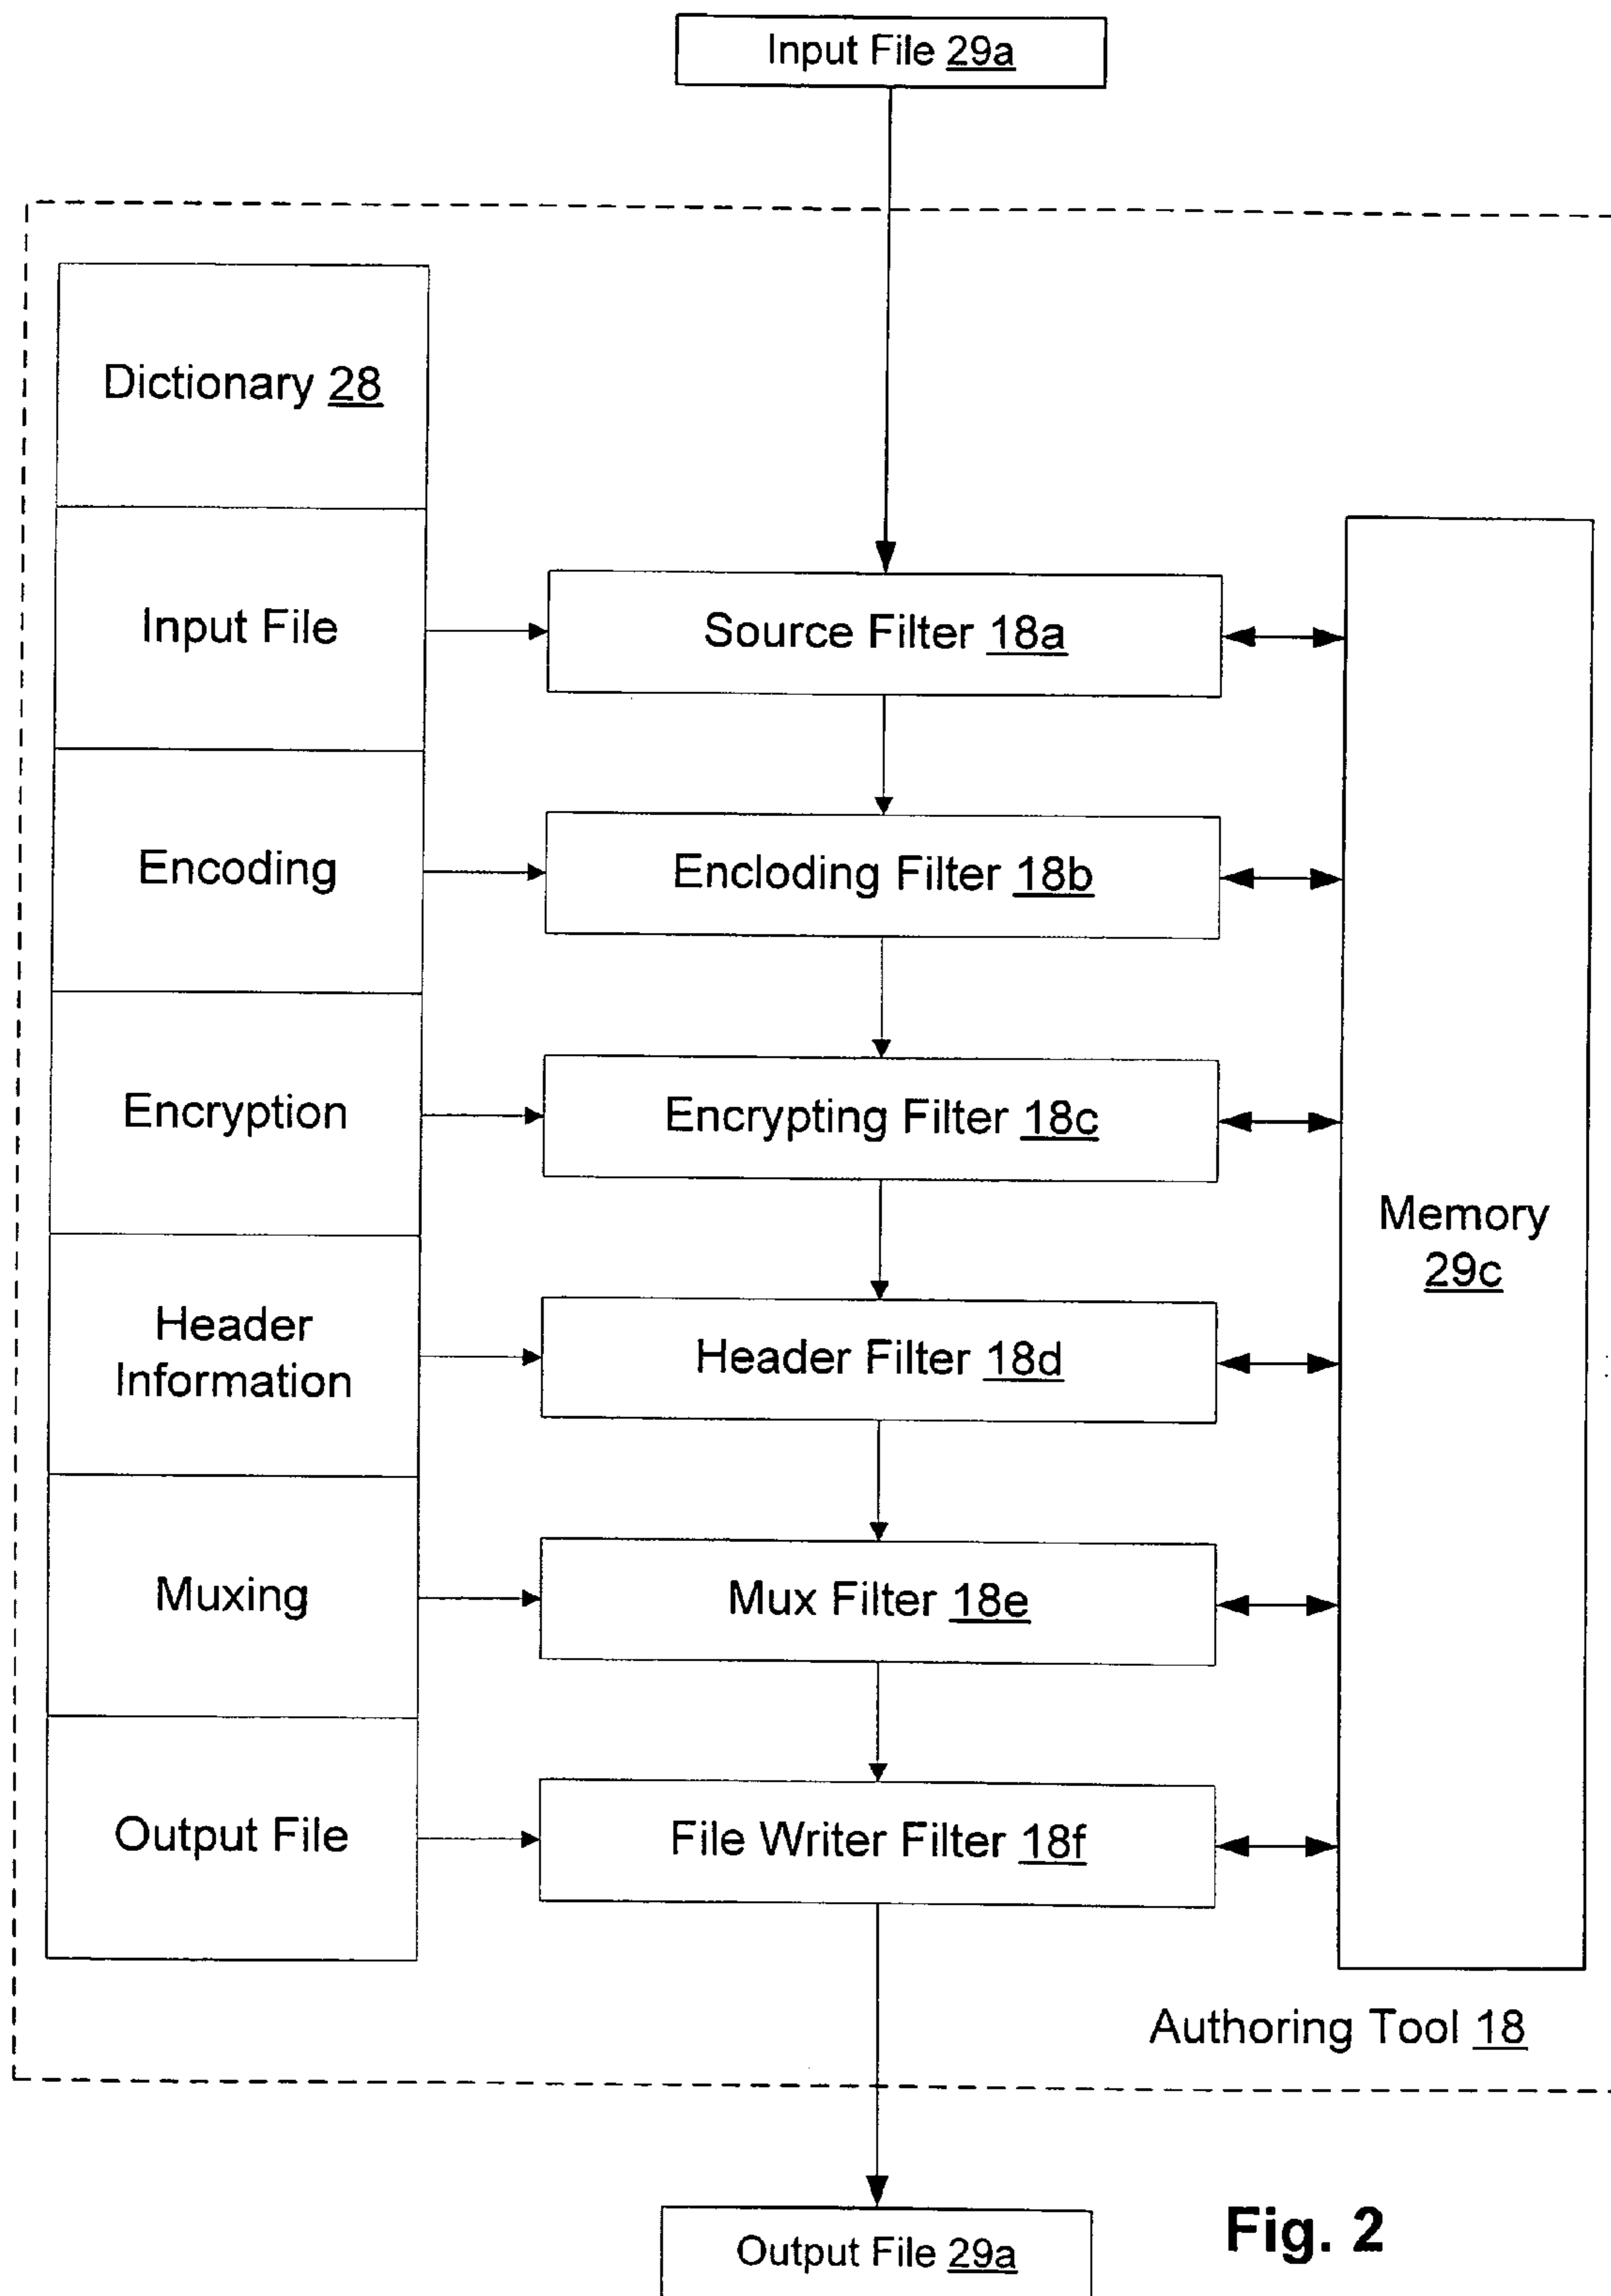 Input File 29a
Dictionary 28
Input File
Source Filter 18a
Encoding
Encloding Filter 18b
Encryption
Encrypting Filter 18c
Memory
29c
Header
Information
Header Filter 18d
Muxing
Mux Filter 18e
Output File
File Writer Filter 18f
Authoring Tool 18
Output File 29a
Fig. 2